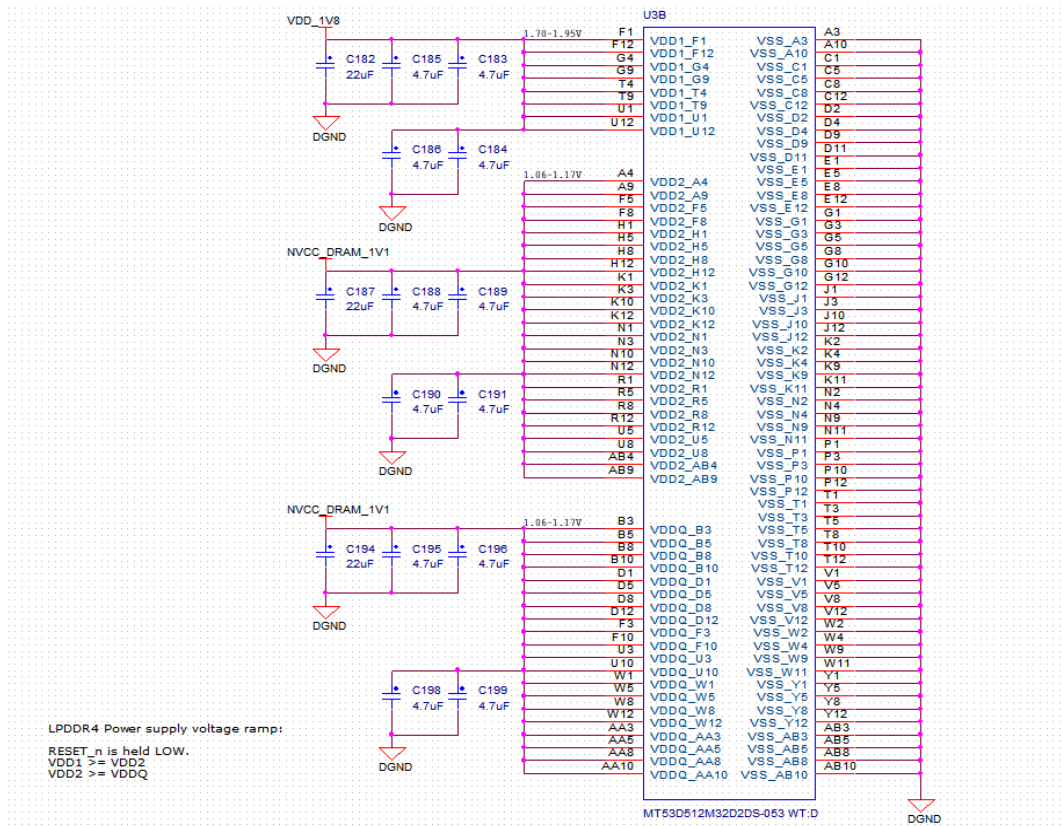 U3B
VDD_1V8
1.70-1.95V
C182
22uF
C185
4.7uF
C183
4.7uF
DGND
C186
4.7uF
C184
4.7uF
DGND
F1 VDD1_F1
F12 VDD1_F12
G4 VDD1_G4
G9 VDD1_G9
T4 VDD1_T4
T9 VDD1_T9
U1 VDD1_U1
U12 VDD1_U12
1.06-1.17V
A4 VDD2_A4
A9 VDD2_A9
F5 VDD2_F5
F8 VDD2_F8
H1 VDD2_H1
H5 VDD2_H5
H8 VDD2_H8
H12 VDD2_H12
K1 VDD2_K1
K3 VDD2_K3
K10 VDD2_K10
K12 VDD2_K12
N1 VDD2_N1
N3 VDD2_N3
N10 VDD2_N10
N12 VDD2_N12
R1 VDD2_R1
R5 VDD2_R5
R8 VDD2_R8
R12 VDD2_R12
U5 VDD2_U5
U8 VDD2_U8
AB4 VDD2_AB4
AB9 VDD2_AB9
NVCC_DRAM_1V1
C187
22uF
C188
4.7uF
C189
4.7uF
DGND
C190
4.7uF
C191
4.7uF
DGND
NVCC_DRAM_1V1
1.06-1.17V
C194
22uF
C195
4.7uF
C196
4.7uF
DGND
C198
4.7uF
C199
4.7uF
DGND
B3 VDDQ_B3
B5 VDDQ_B5
B8 VDDQ_B8
B10 VDDQ_B10
D1 VDDQ_D1
D5 VDDQ_D5
D8 VDDQ_D8
D12 VDDQ_D12
F3 VDDQ_F3
F10 VDDQ_F10
U3 VDDQ_U3
U10 VDDQ_U10
W1 VDDQ_W1
W5 VDDQ_W5
W8 VDDQ_W8
W12 VDDQ_W12
AA3 VDDQ_AA3
AA5 VDDQ_AA5
AA8 VDDQ_AA8
AA10 VDDQ_AA10
VSS_A3 A3
VSS_A10 A10
VSS_C1 C1
VSS_C5 C5
VSS_C8 C8
VSS_C12 C12
VSS_D2 D2
VSS_D4 D4
VSS_D9 D9
VSS_D11 D11
VSS_E1 E1
VSS_E5 E5
VSS_E8 E8
VSS_E12 E12
VSS_G1 G1
VSS_G3 G3
VSS_G5 G5
VSS_G8 G8
VSS_G10 G10
VSS_G12 G12
VSS_J1 J1
VSS_J3 J3
VSS_J10 J10
VSS_J12 J12
VSS_K2 K2
VSS_K4 K4
VSS_K9 K9
VSS_K11 K11
VSS_N2 N2
VSS_N4 N4
VSS_N9 N9
VSS_N11 N11
VSS_P1 P1
VSS_P3 P3
VSS_P10 P10
VSS_P12 P12
VSS_T1 T1
VSS_T3 T3
VSS_T5 T5
VSS_T8 T8
VSS_T10 T10
VSS_T12 T12
VSS_V1 V1
VSS_V5 V5
VSS_V8 V8
VSS_V12 V12
VSS_W2 W2
VSS_W4 W4
VSS_W9 W9
VSS_W11 W11
VSS_Y1 Y1
VSS_Y5 Y5
VSS_Y8 Y8
VSS_Y12 Y12
VSS_AB3 AB3
VSS_AB5 AB5
VSS_AB8 AB8
VSS_AB10 AB10
DGND
MT53D512M32D2DS-053 WT:D
LPDDR4 Power supply voltage ramp:
RESET_n is held LOW.
VDD1 >= VDD2
VDD2 >= VDDQ